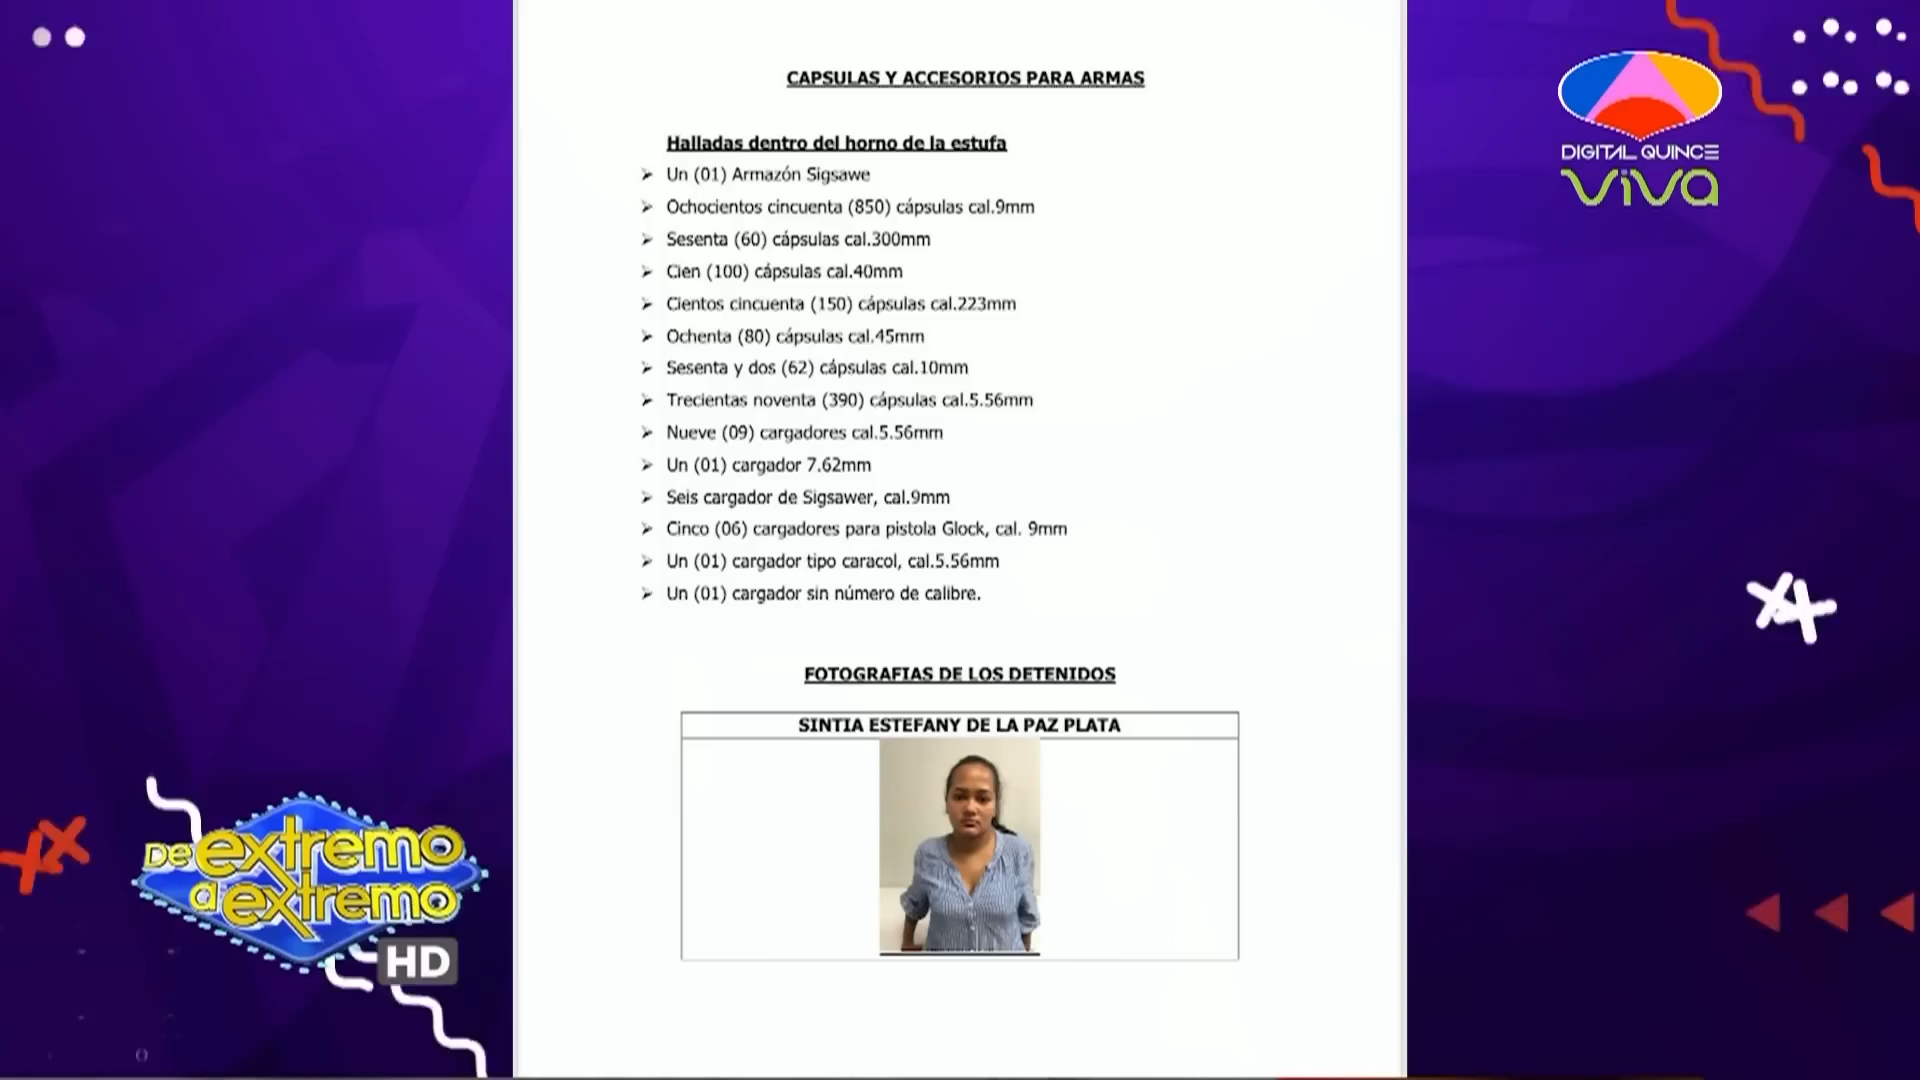 CAPSULAS Y ACCESORIOS PARA ARMAS
Halladas dentro del horno de la estufa
Un (01) Armazón Sigsawe
Ochocientos cincuenta (850) cápsulas cal.9mm
Sesenta (60) cápsulas cal.300mm
Cien (100) cápsulas cal.40mm
Cientos cincuenta (150) cápsulas cal.223mm
Ochenta (80) cápsulas cal.45mm
Sesenta y dos (62) cápsulas cal.10mm
Trecientas noventa (390) cápsulas cal.5.56mm
Nueve (09) cargadores cal.5.56mm
Un (01) cargador 7.62mm
Seis cargador de Sigsawer, cal.9mm
Cinco (06) cargadores para pistola Glock, cal. 9mm
Un (01) cargador tipo caracol, cal.5.56mm
Un (01) cargador sin número de calibre.
FOTOGRAFIAS DE LOS DETENIDOS
SINTIA ESTEFANY DE LA PAZ PLATA
DIGITAL QUINCE
ViVa
De extremo
a extremo
HD